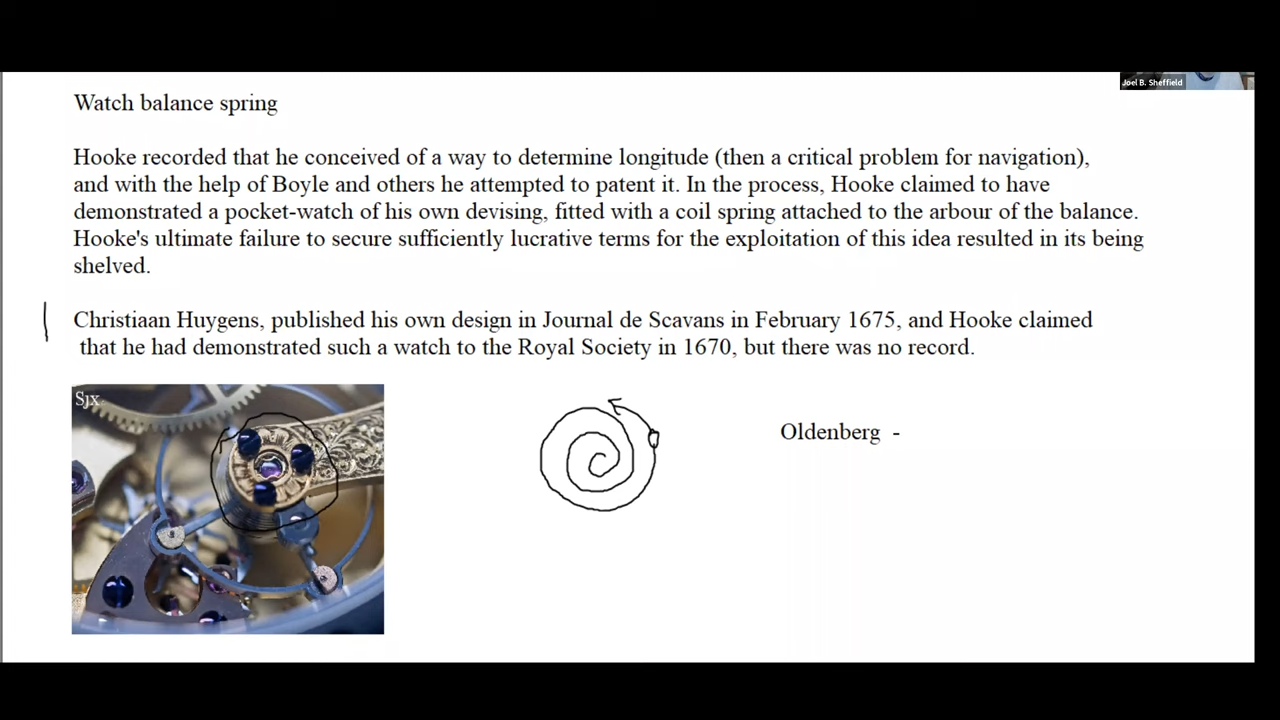 Joel B. Sheffield
Watch balance spring
Hooke recorded that he conceived of a way to determine longitude (then a critical problem for navigation),
and with the help of Boyle and others he attempted to patent it. In the process, Hooke claimed to have
demonstrated a pocket-watch of his own devising, fitted with a coil spring attached to the arbour of the balance.
Hooke's ultimate failure to secure sufficiently lucrative terms for the exploitation of this idea resulted in its being
shelved.
Christiaan Huygens, published his own design in Journal de Scavans in February 1675, and Hooke claimed
that he had demonstrated such a watch to the Royal Society in 1670, but there was no record.
Sjx
Oldenberg -